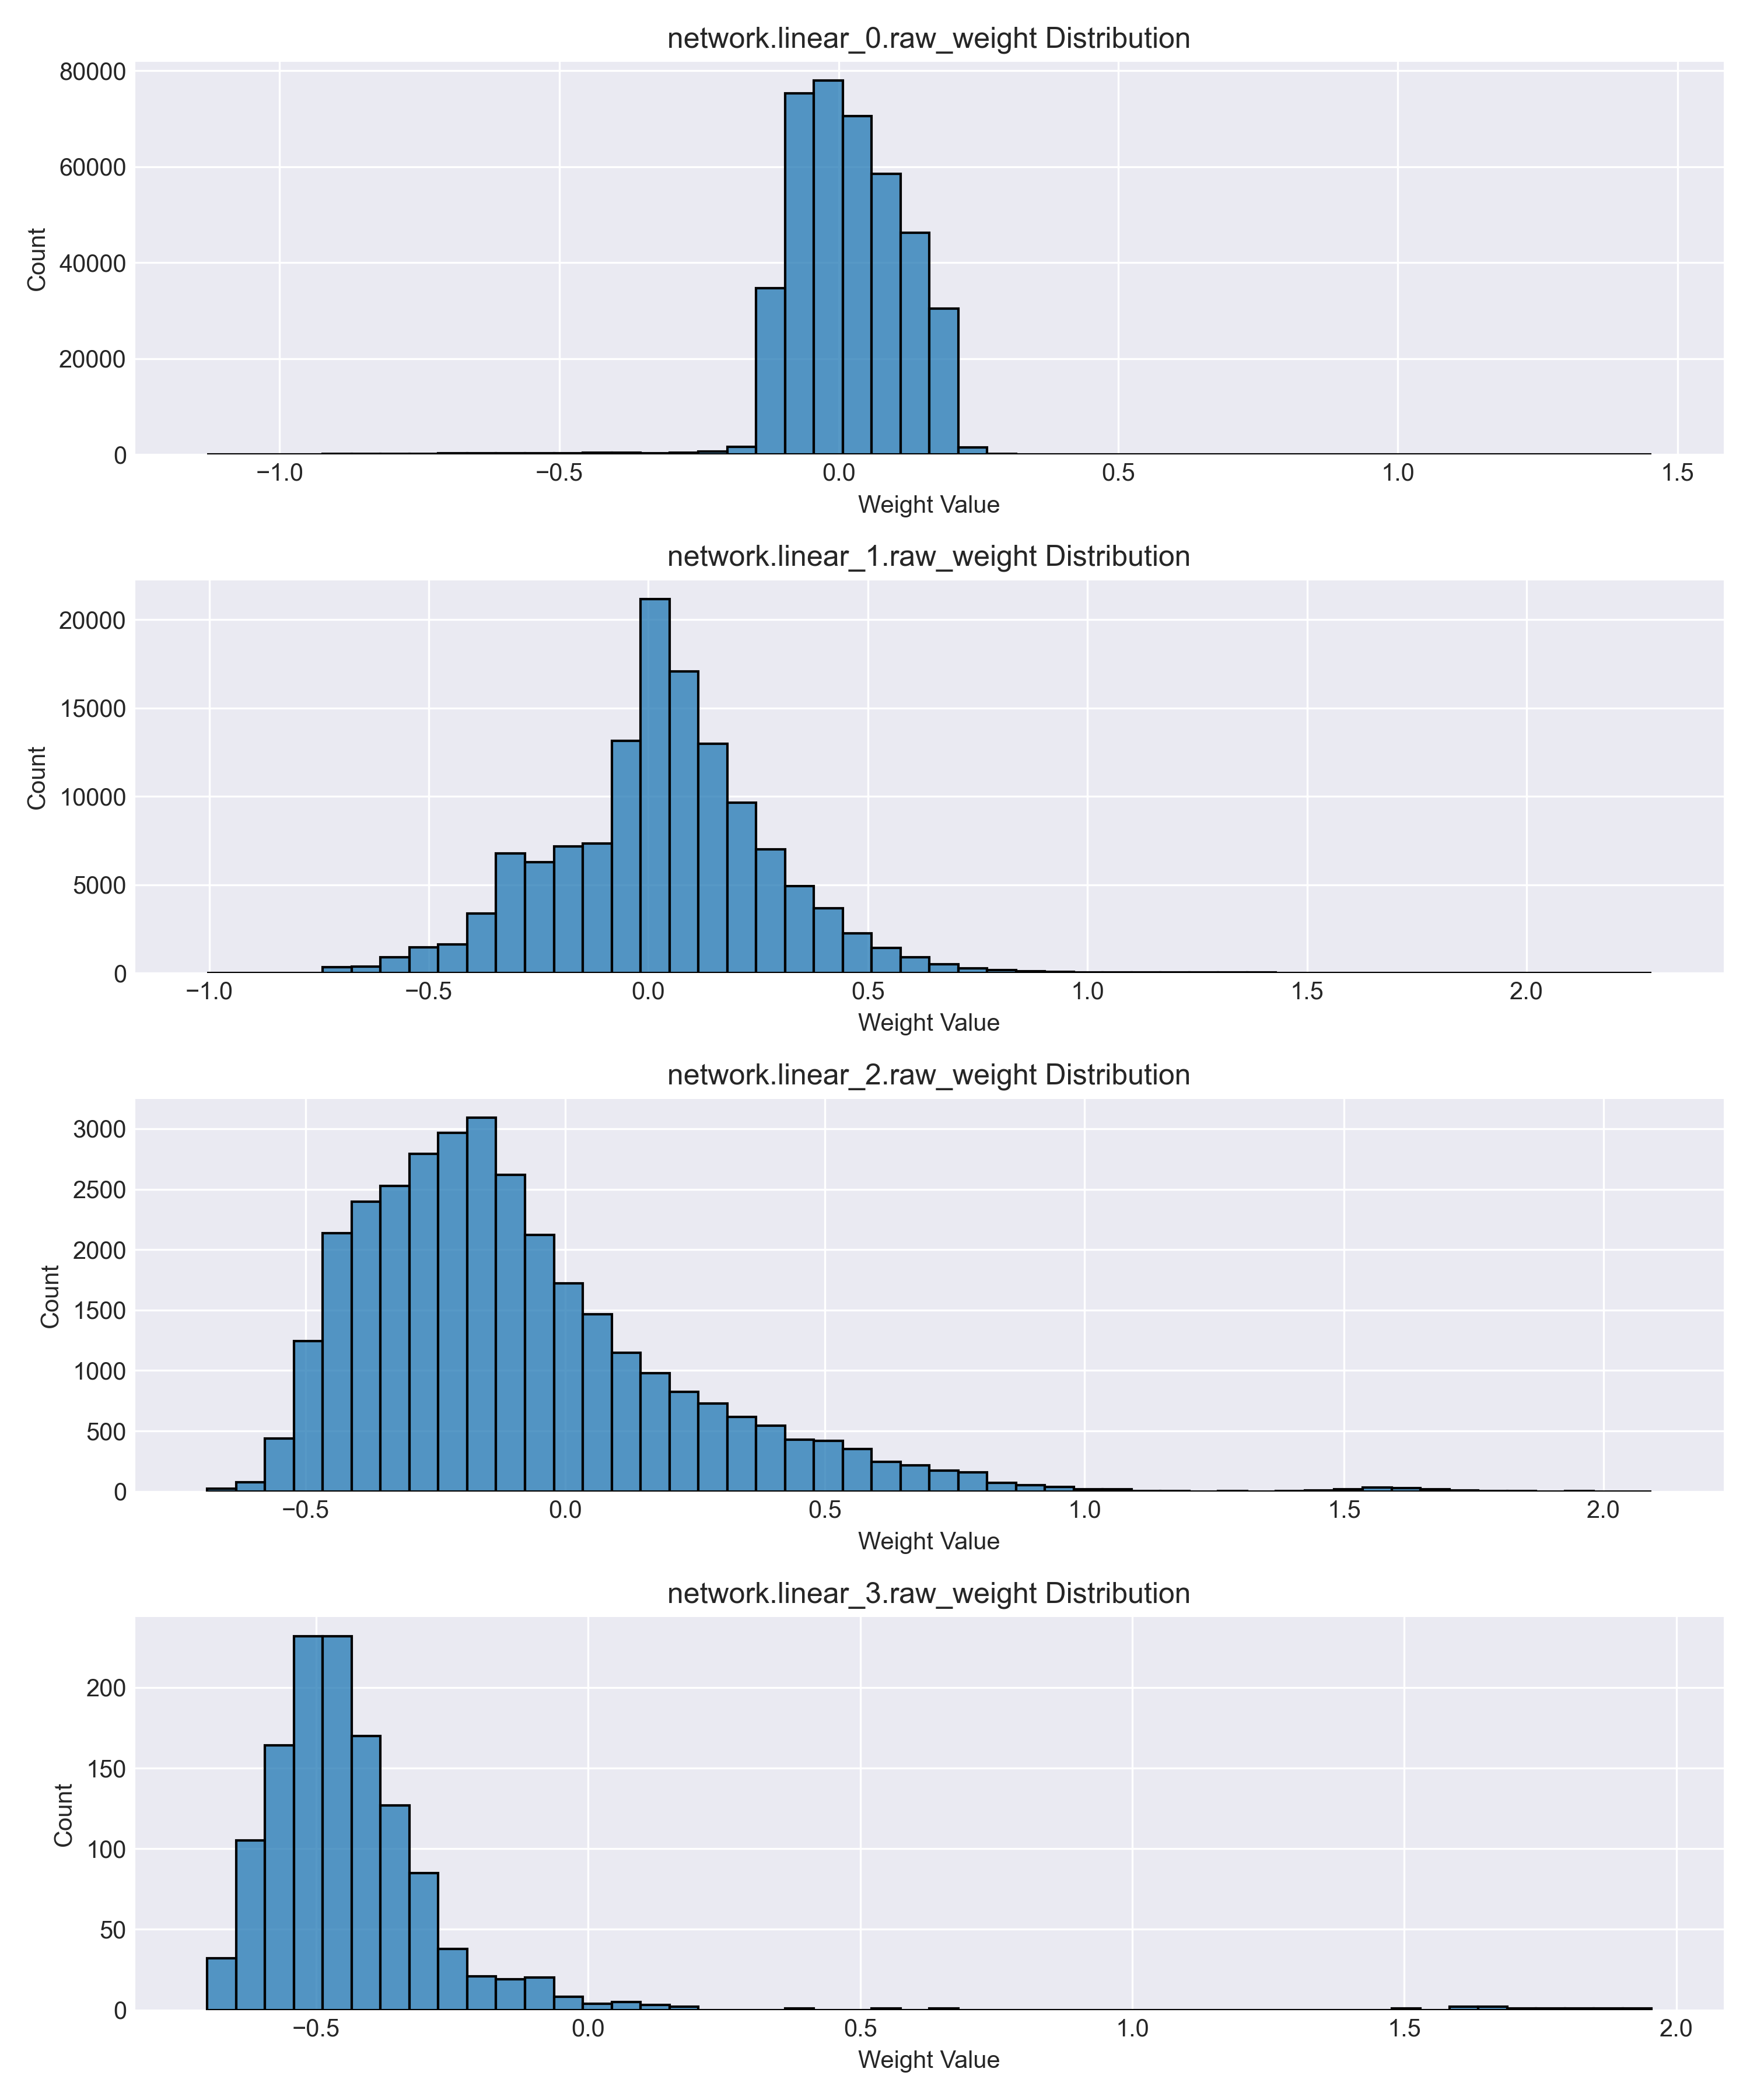 network.linear_0.raw_weight Distribution
80000
60000
40000
20000
0
Count
−1.0 −0.5 0.0 0.5 1.0 1.5
Weight Value
network.linear_1.raw_weight Distribution
20000
15000
10000
5000
0
Count
−1.0 −0.5 0.0 0.5 1.0 1.5 2.0
Weight Value
network.linear_2.raw_weight Distribution
3000
2500
2000
1500
1000
500
0
Count
−0.5 0.0 0.5 1.0 1.5 2.0
Weight Value
network.linear_3.raw_weight Distribution
200
150
100
50
0
Count
−0.5 0.0 0.5 1.0 1.5 2.0
Weight Value